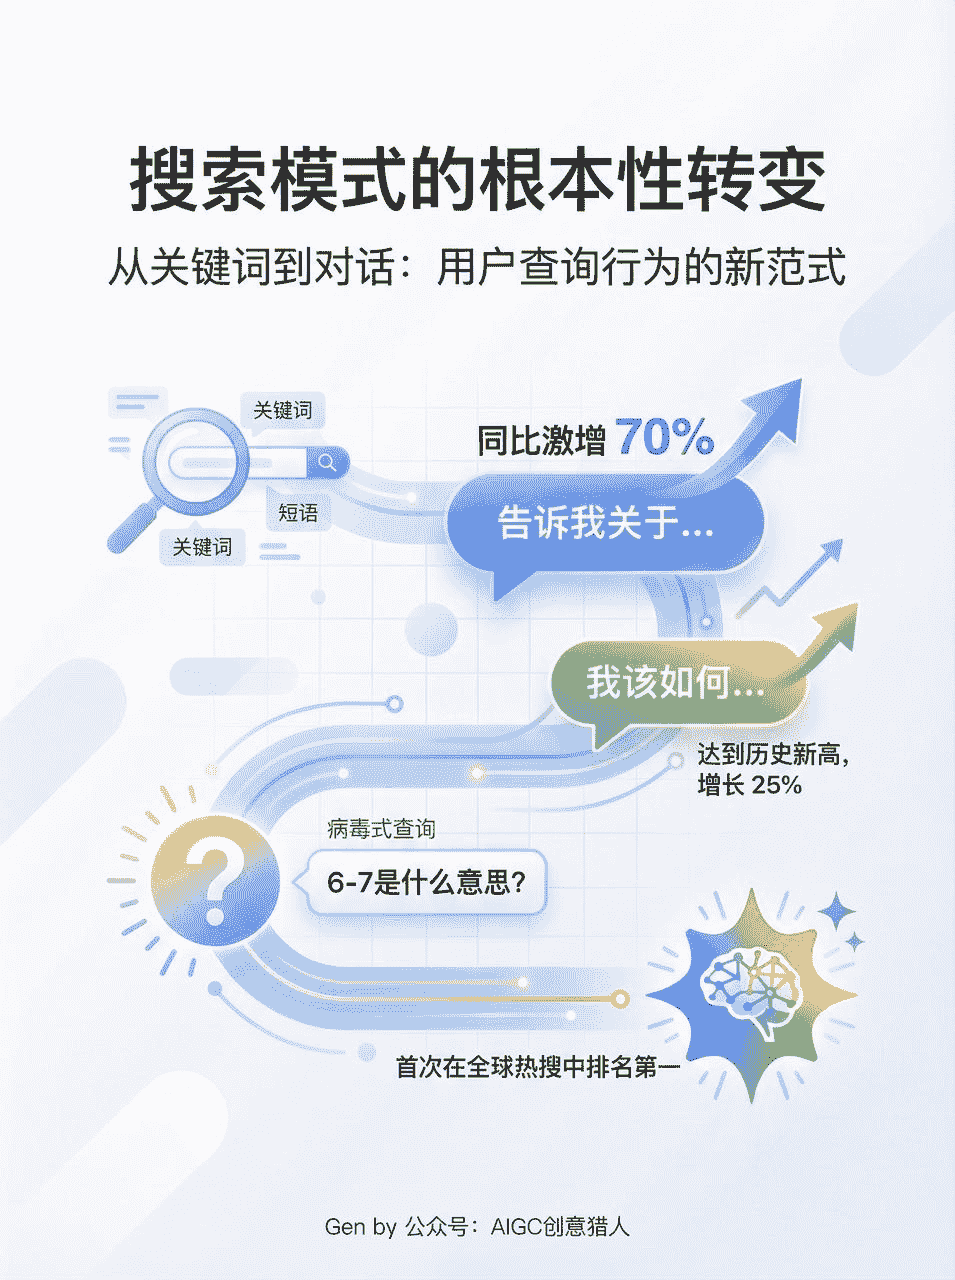 搜索模式的根本性转变
从关键词到对话：用户查询行为的新范式
关键词
短语
关键词
同比激增 70%
告诉我关于...
我该如何...
达到历史新高，
增长 25%
病毒式查询
6-7是什么意思?
首次在全球热搜中排名第一
Gen by 公众号：AIGC创意猎人